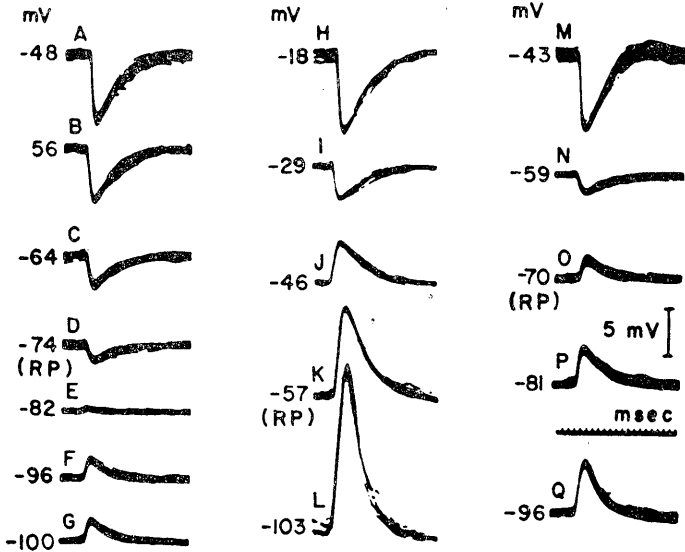 mV
A
-48
B
56
C
-64
D
-74
(RP)
E
-82
F
-96
G
-100
mV
H
-18
I
-29
J
-46
K
-57
(RP)
L
-103
mV
M
-43
N
-59
O
-70
(RP)
5 mV
P
-81
msec
Q
-96